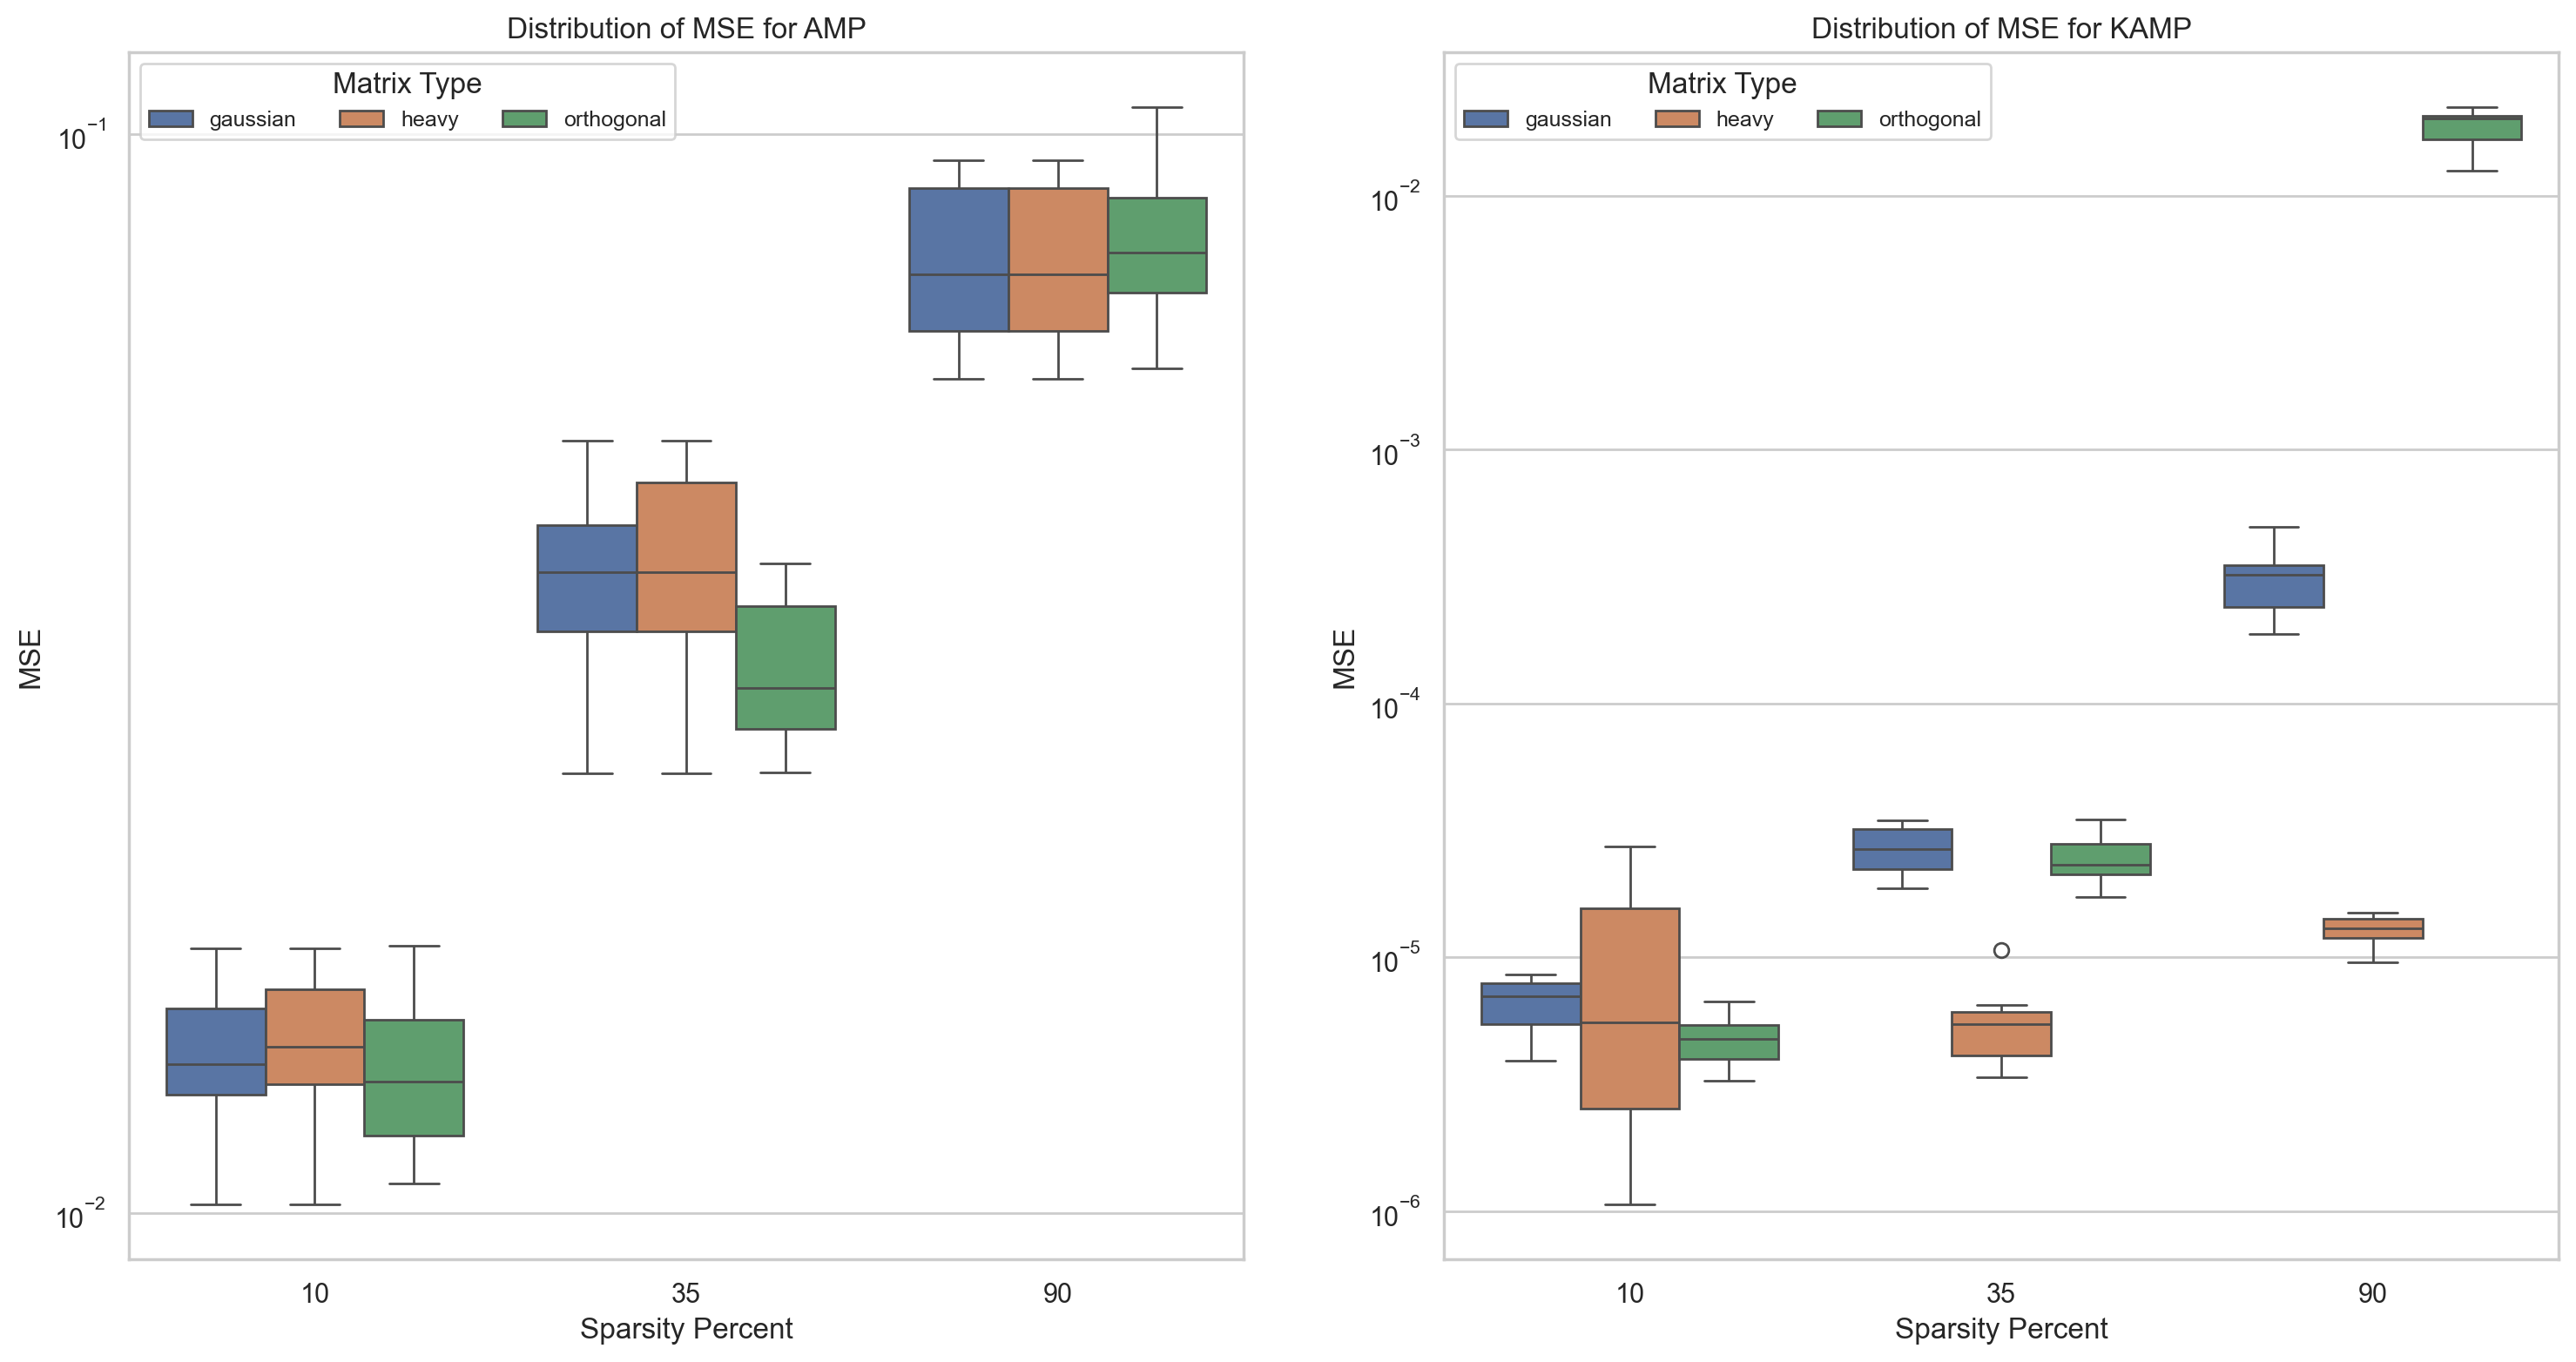 Distribution of MSE for AMP
Matrix Type
gaussian heavy orthogonal
10⁻¹
10⁻²
MSE
10 35 90
Sparsity Percent
Distribution of MSE for KAMP
Matrix Type
gaussian heavy orthogonal
10⁻²
10⁻³
10⁻⁴
10⁻⁵
10⁻⁶
MSE
10 35 90
Sparsity Percent